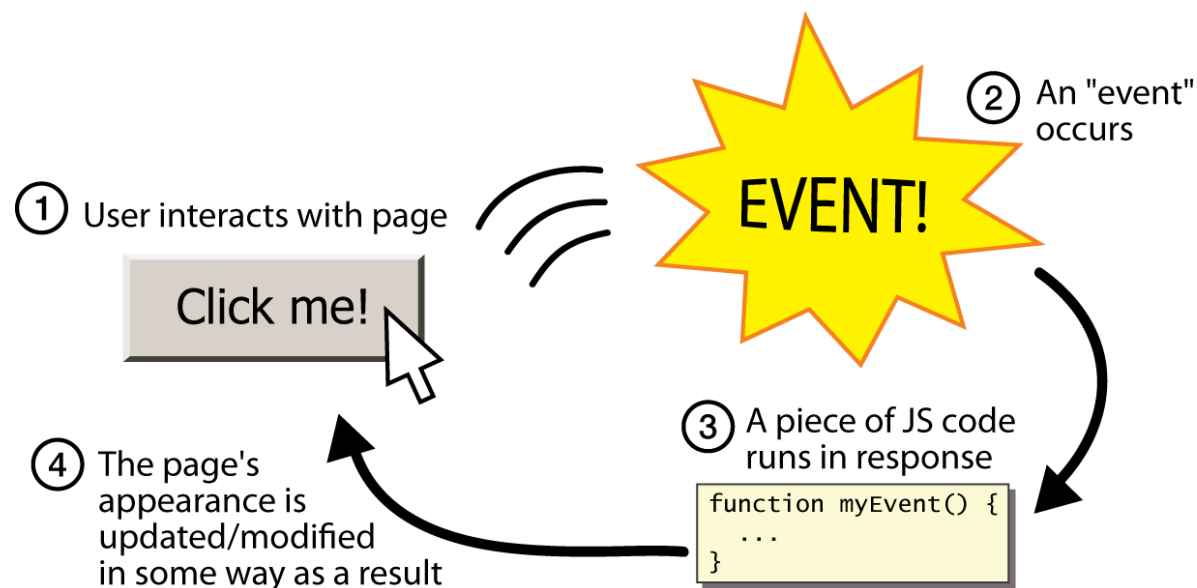 1 User interacts with page
Click me!
EVENT!
2 An "event"
occurs
3 A piece of JS code
runs in response
function myEvent() {
...
}
4 The page's
appearance is
updated/modified
in some way as a result